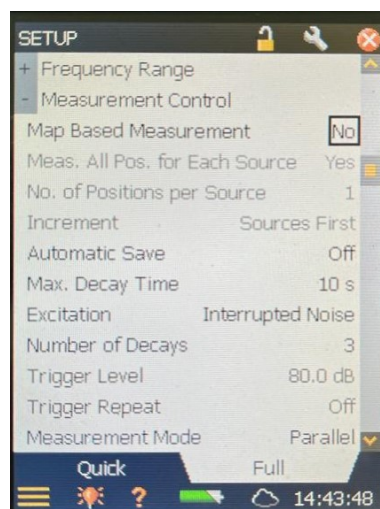 SETUP
+ Frequency Range
- Measurement Control
Map Based Measurement No
Meas. All Pos. for Each Source Yes
No. of Positions per Source 1
Increment Sources First
Automatic Save Off
Max. Decay Time 10 s
Excitation Interrupted Noise
Number of Decays 3
Trigger Level 80.0 dB
Trigger Repeat Off
Measurement Mode Parallel
Quick Full
? 14:43:48